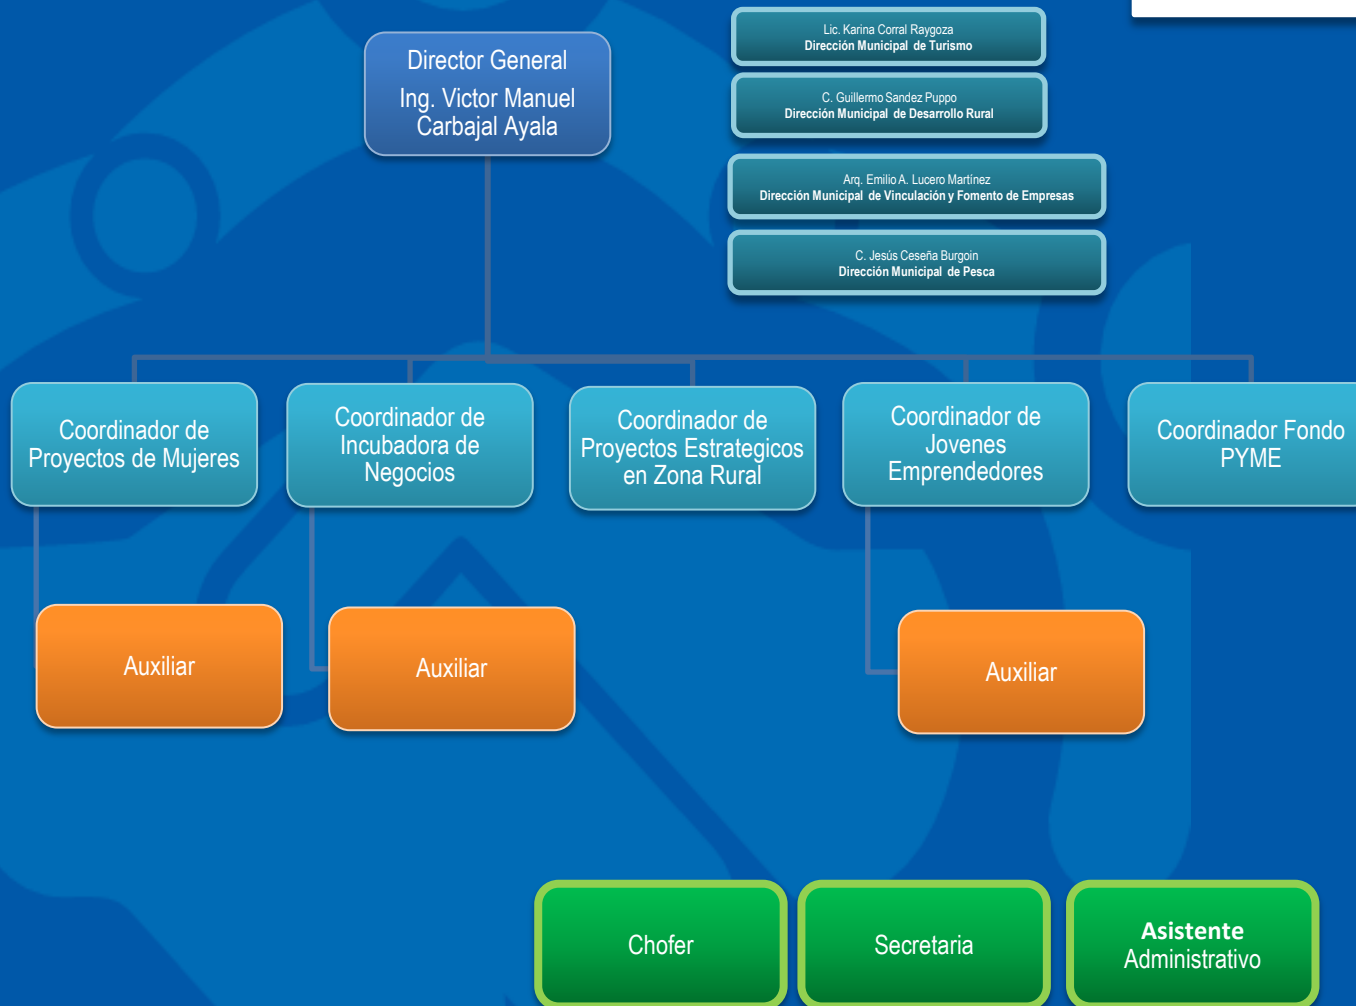 Director General
Ing. Victor Manuel
Carbajal Ayala
Lic. Karina Corral Raygoza
Dirección Municipal de Turismo
C. Guillermo Sandez Puppo
Dirección Municipal de Desarrollo Rural
Arq. Emilio A. Lucero Martínez
Dirección Municipal de Vinculación y Fomento de Empresas
C. Jesús Ceseña Burgoin
Dirección Municipal de Pesca
Coordinador de
Proyectos de Mujeres
Coordinador de
Incubadora de
Negocios
Coordinador de
Proyectos Estrategicos
en Zona Rural
Coordinador de
Jovenes
Emprendedores
Coordinador Fondo
PYME
Auxiliar
Auxiliar
Auxiliar
Chofer
Secretaria
Asistente
Administrativo